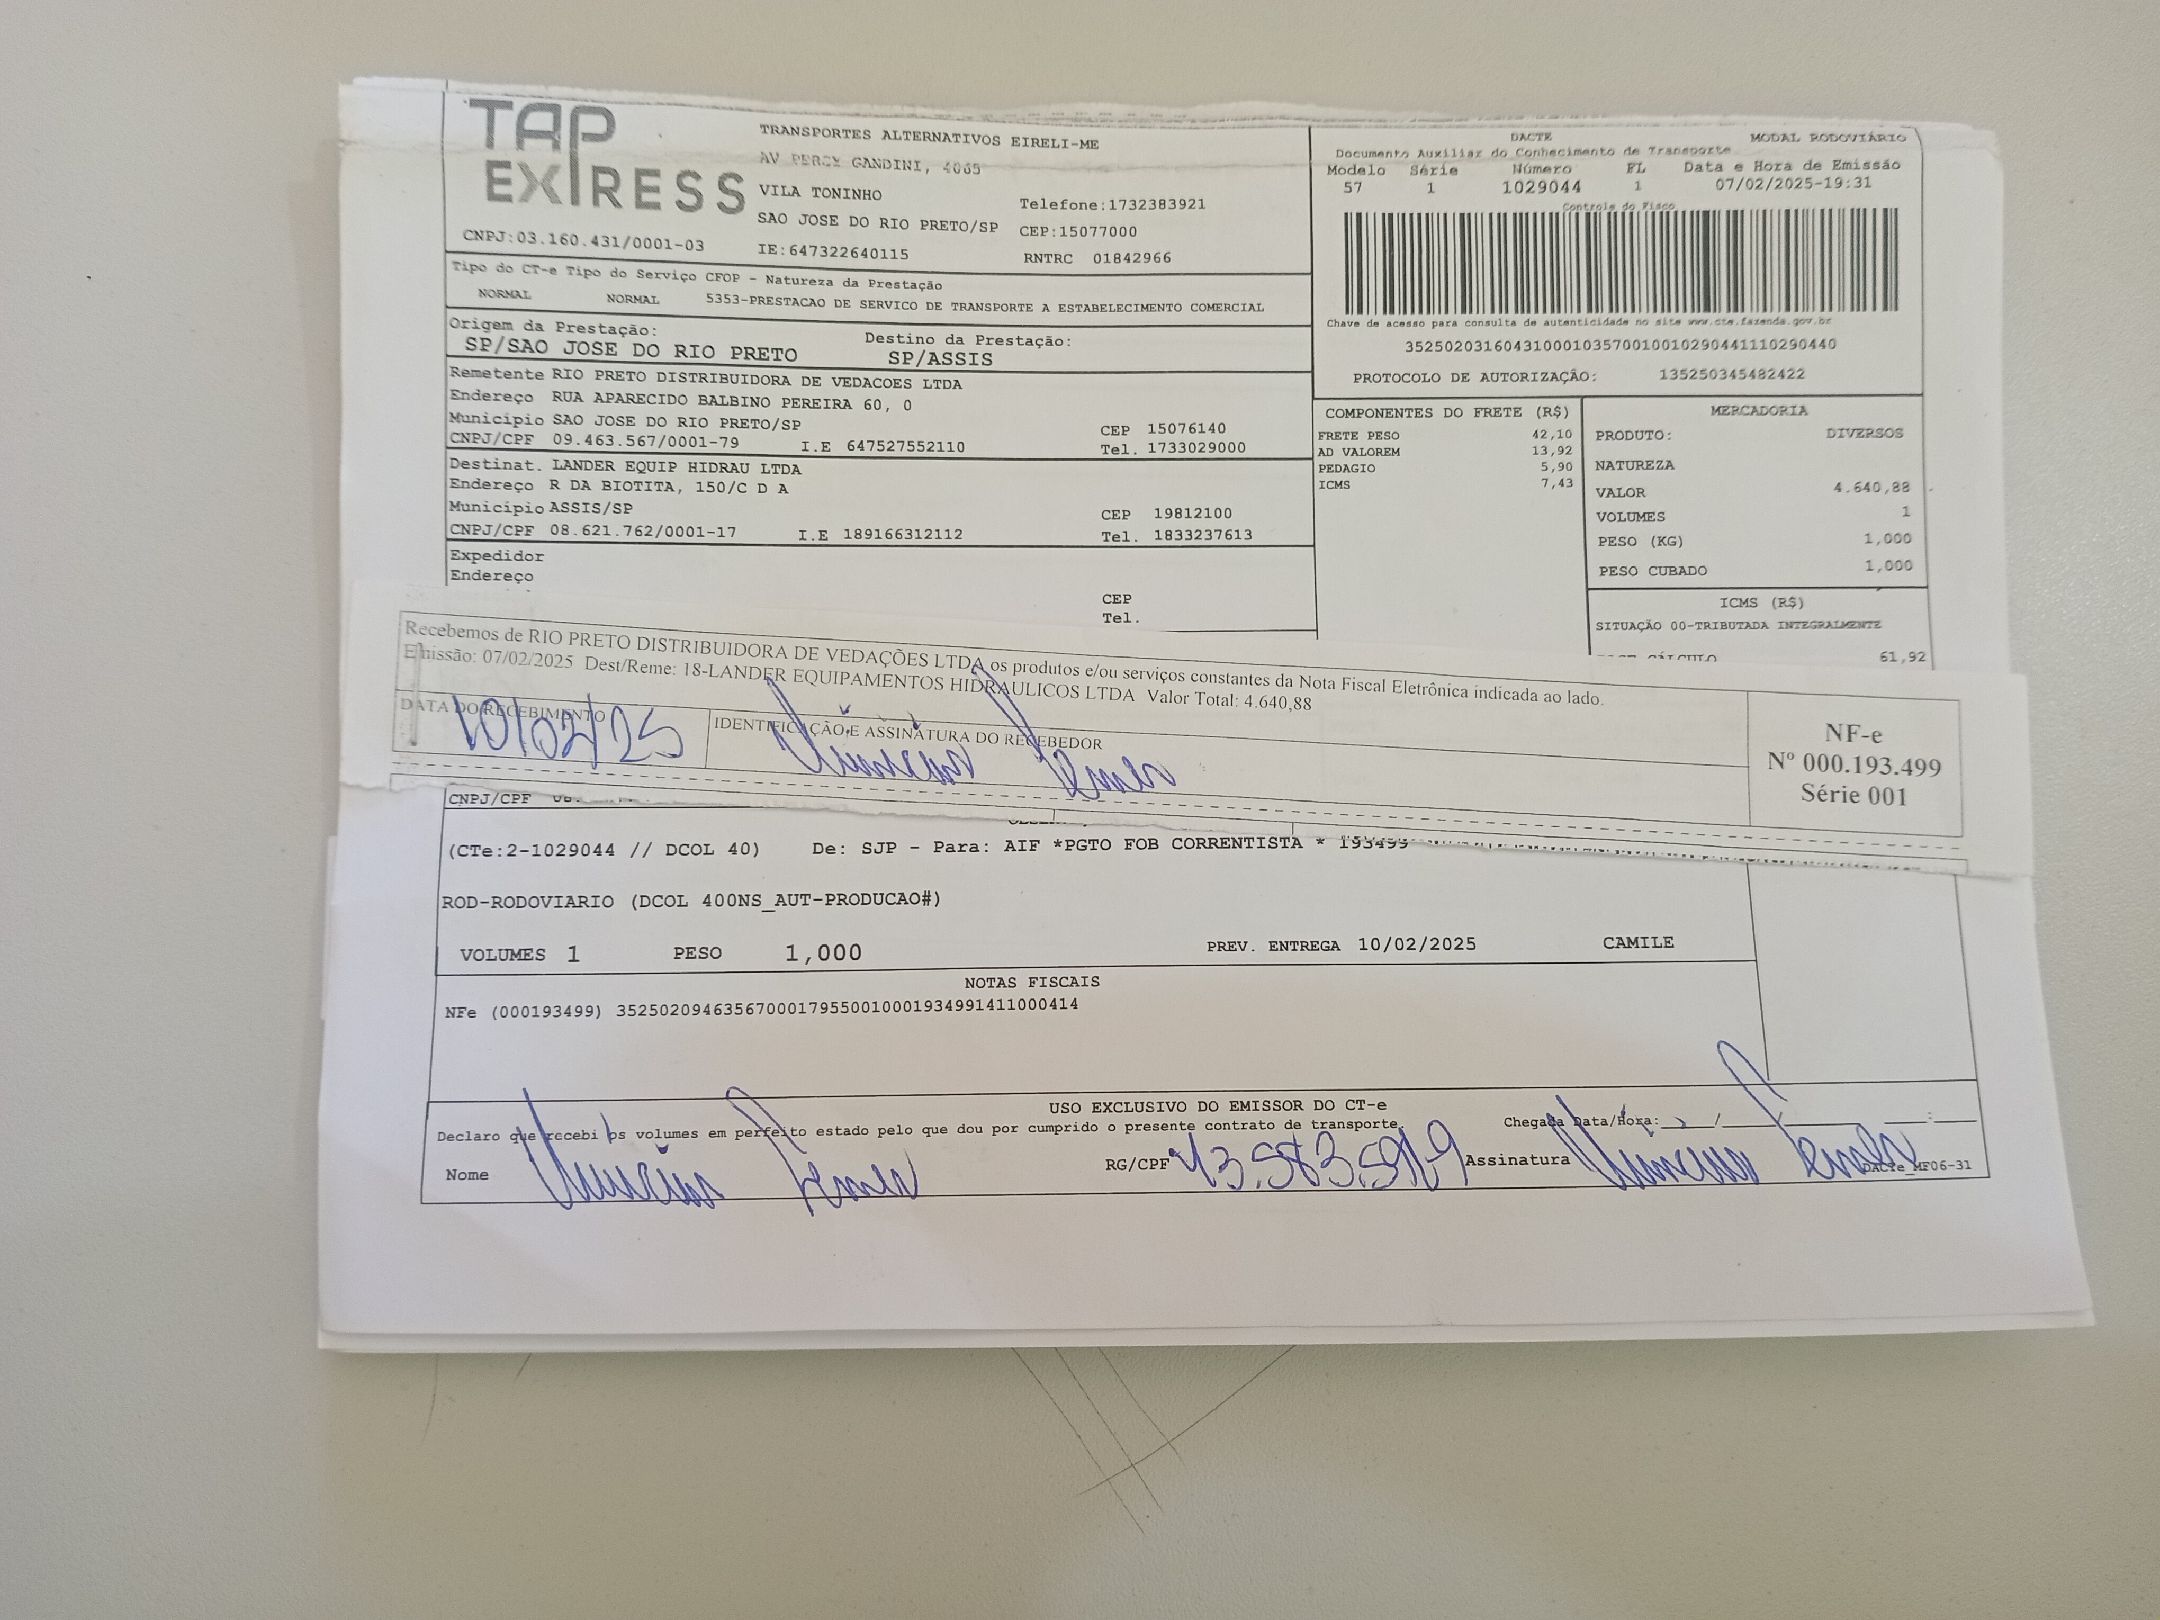 TAP
EXPRESS
TRANSPORTES ALTERNATIVOS EIRELI-ME
AV PERCY GANDINI, 4065
VILA TONINHO
Telefone:1732383921
SAO JOSE DO RIO PRETO/SP
CEP:15077000
CNPJ:03.160.431/0001-03
IE:647322640115
RNTRC 01842966
DACTE
MODAL RODOVIÁRIO
Documento Auxiliar do Conhecimento de Transporte
Modelo Série Número FL Data e Hora de Emissão
57 1 1029044 1 07/02/2025-19:31
Controle do Fisco
Chave de acesso para consulta de autenticidade no site www.cte.fazenda.gov.br
35250203160431000103570010010290441110290440
PROTOCOLO DE AUTORIZAÇÃO: 135250345482422
Tipo do CT-e Tipo do Serviço CFOP - Natureza da Prestação
NORMAL NORMAL 5353-PRESTACAO DE SERVICO DE TRANSPORTE A ESTABELECIMENTO COMERCIAL
Origem da Prestação:
SP/SAO JOSE DO RIO PRETO
Destino da Prestação:
SP/ASSIS
Remetente RIO PRETO DISTRIBUIDORA DE VEDACOES LTDA
Endereço RUA APARECIDO BALBINO PEREIRA 60, 0
Município SAO JOSE DO RIO PRETO/SP
CEP 15076140
CNPJ/CPF 09.463.567/0001-79 I.E 647527552110 Tel. 1733029000
Destinat. LANDER EQUIP HIDRAU LTDA
Endereço R DA BIOTITA, 150/C D A
Município ASSIS/SP
CEP 19812100
CNPJ/CPF 08.621.762/0001-17 I.E 189166312112 Tel. 1833237613
Expedidor
Endereço
CEP
Tel.
COMPONENTES DO FRETE (R$)
FRETE PESO 42,10
AD VALOREM 13,92
PEDAGIO 5,90
ICMS 7,43
MERCADORIA
PRODUTO: DIVERSOS
NATUREZA
VALOR 4.640,88
VOLUMES 1
PESO (KG) 1,000
PESO CUBADO 1,000
ICMS (R$)
SITUAÇÃO 00-TRIBUTADA INTEGRALMENTE
61,92
Recebemos de RIO PRETO DISTRIBUIDORA DE VEDAÇÕES LTDA os produtos e/ou serviços constantes da Nota Fiscal Eletrônica indicada ao lado.
Emissão: 07/02/2025 Dest/Reme: 18-LANDER EQUIPAMENTOS HIDRAULICOS LTDA Valor Total: 4.640,88
DATA DO RECEBIMENTO
10/02/25
IDENTIFICAÇÃO E ASSINATURA DO RECEBEDOR
NF-e
Nº 000.193.499
Série 001
CNPJ/CPF
(CTe:2-1029044 // DCOL 40) De: SJP - Para: AIF *PGTO FOB CORRENTISTA * 193499
ROD-RODOVIARIO (DCOL 400NS_AUT-PRODUCAO#)
VOLUMES 1 PESO 1,000 PREV. ENTREGA 10/02/2025 CAMILE
NOTAS FISCAIS
NFe (000193499) 35250209463567000179550010001934991411000414
USO EXCLUSIVO DO EMISSOR DO CT-e
Declaro que recebi os volumes em perfeito estado pelo que dou por cumprido o presente contrato de transporte.
Chegada Data/Hora:
Nome
RG/CPF
Assinatura
DACTe_MF06-31